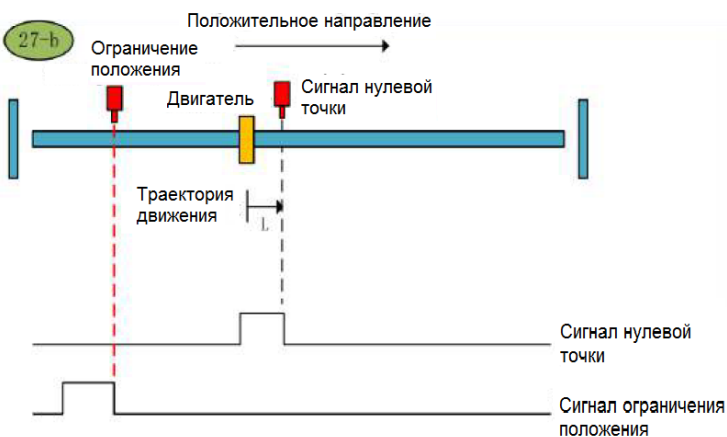 27-b
Положительное направление
Ограничение
положения
Двигатель
Сигнал нулевой
точки
Траектория
движения
L
Сигнал нулевой
точки
Сигнал ограничения
положения